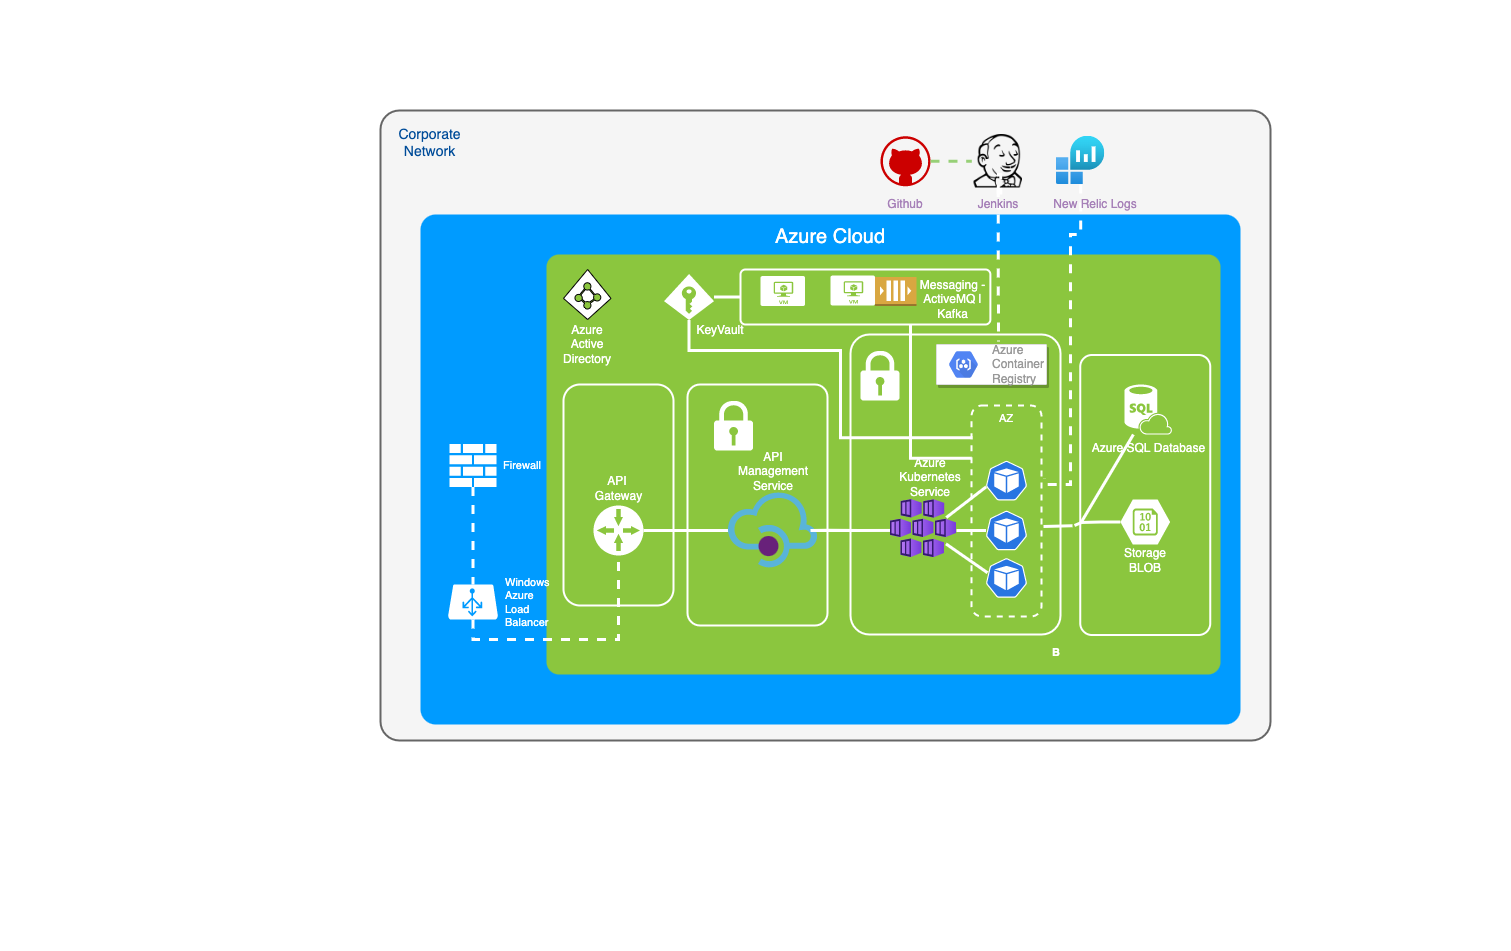 Corporate
Network
Github
Jenkins
New Relic Logs
Azure Cloud
Azure
Active
Directory
KeyVault
VM
VM
Messaging -
ActiveMQ |
Kafka
Azure
Container
Registry
AZ
SQL
Azure SQL Database
Firewall
API
Gateway
API
Management
Service
Azure
Kubernetes
Service
10
01
Storage
BLOB
Windows
Azure
Load
Balancer
B